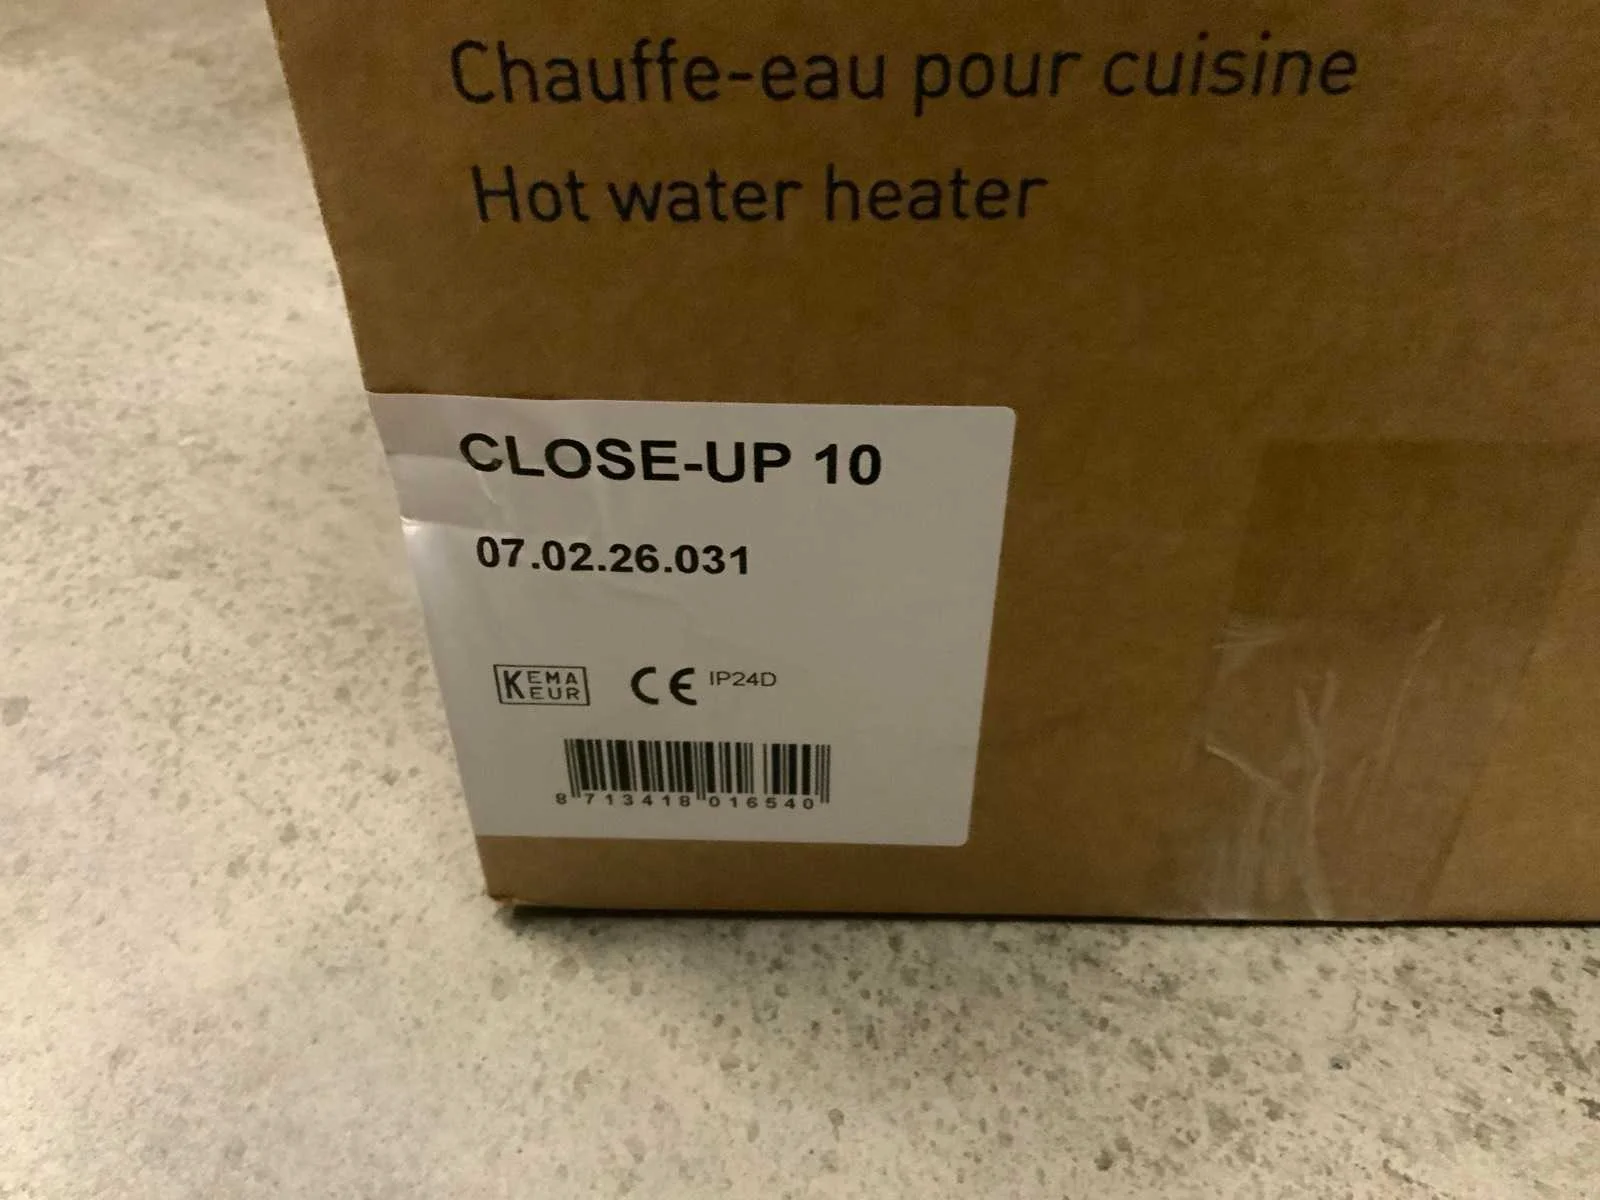 Chauffe-eau pour cuisine
Hot water heater
CLOSE-UP 10
07.02.26.031
KEMA
EUR
CE IP24D
8 713418 016540